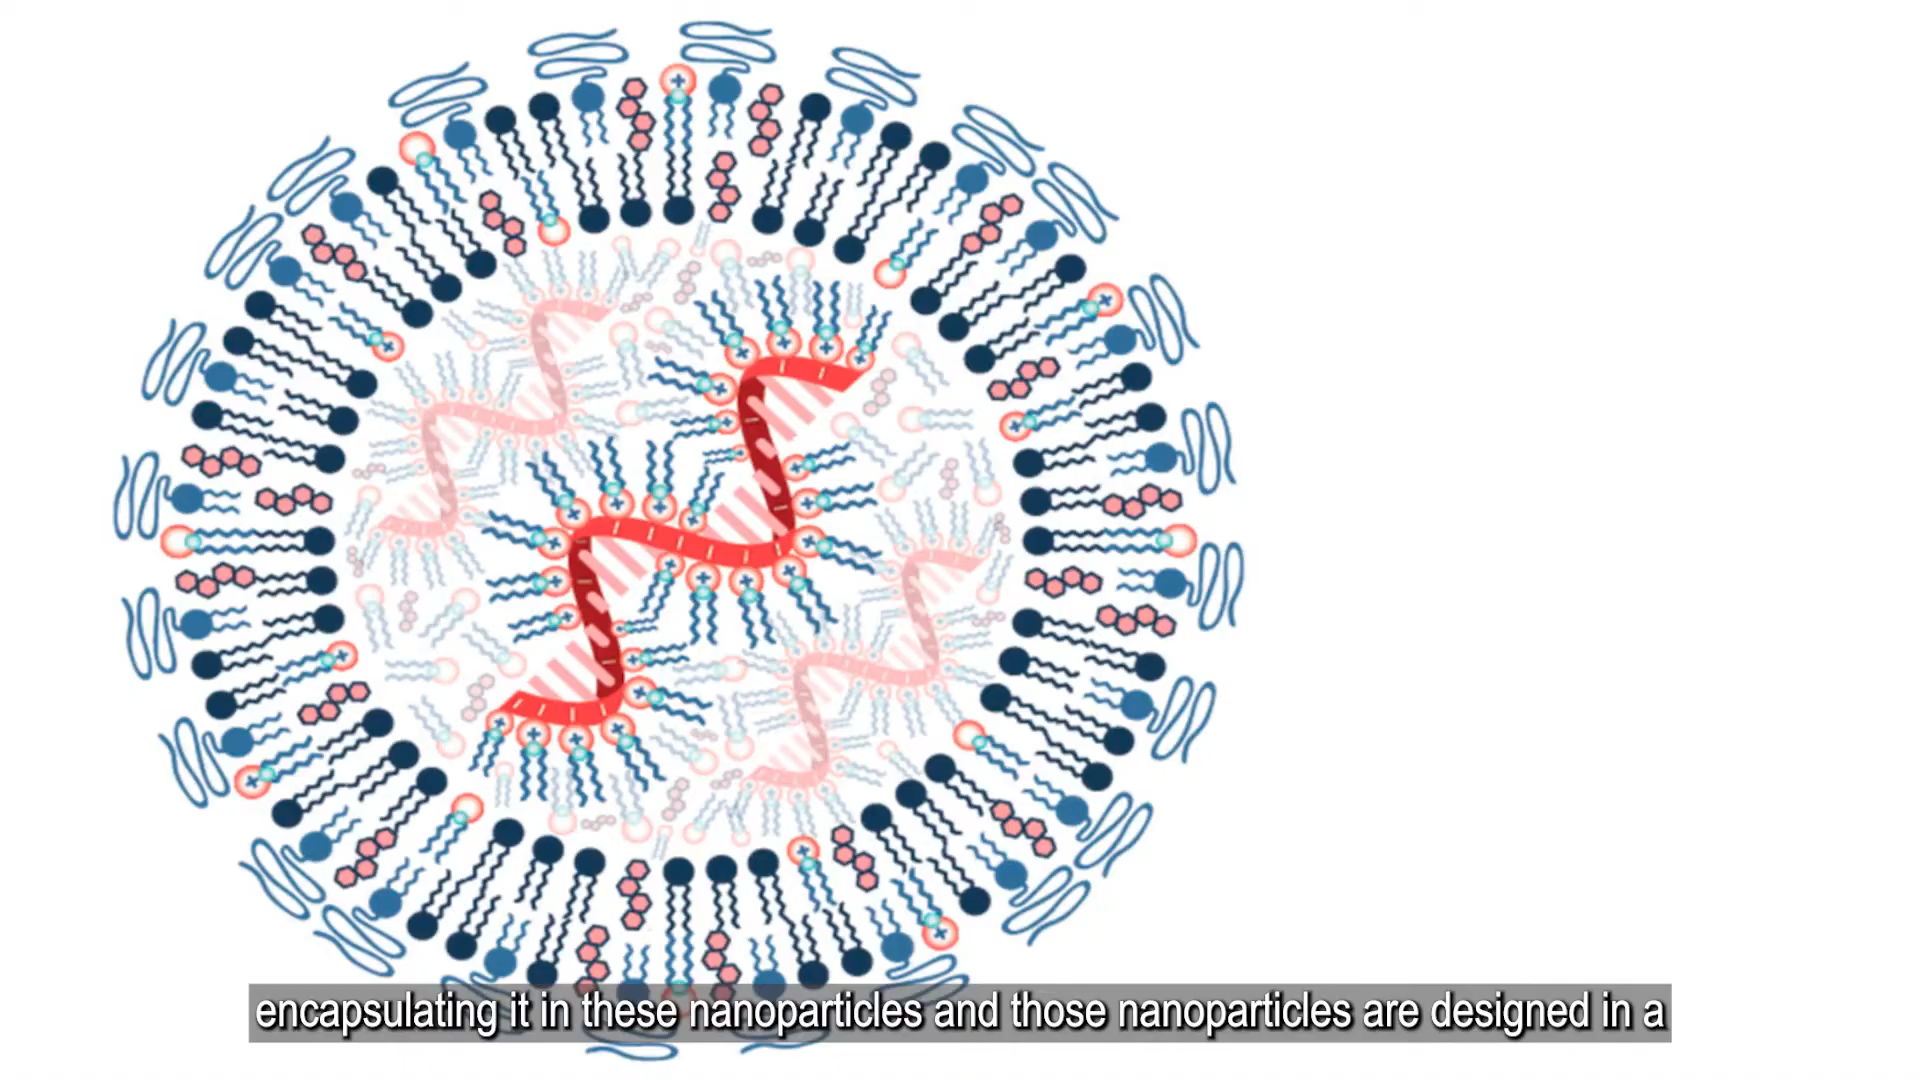 encapsulating it in these nanoparticles and those nanoparticles are designed in a